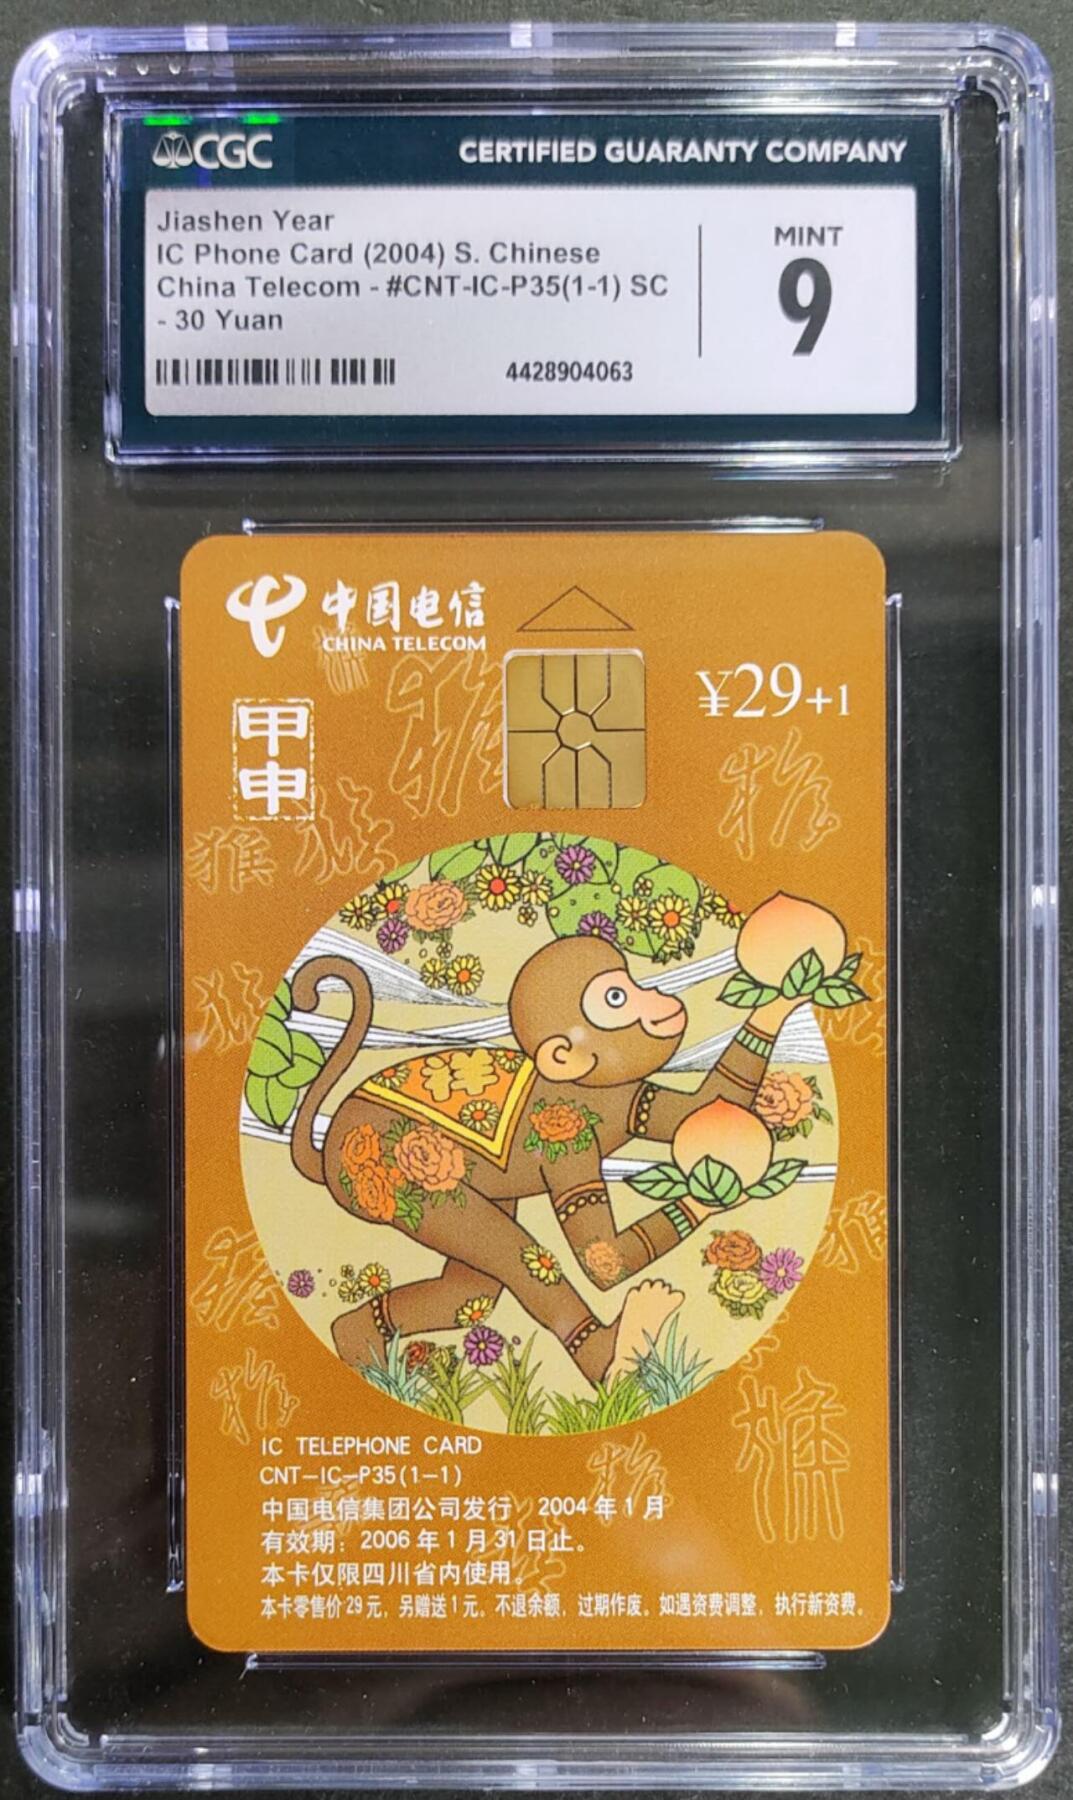 CGC
CERTIFIED GUARANTY COMPANY
Jiashen Year
IC Phone Card (2004) S. Chinese
China Telecom - #CNT-IC-P35(1-1) SC
- 30 Yuan
4428904063
MINT
9
中国电信
CHINA TELECOM
¥29+1
甲申
猴
祥
IC TELEPHONE CARD
CNT-IC-P35(1-1)
中国电信集团公司发行 2004年1月
有效期：2006年1月31日止。
本卡仅限四川省内使用。
本卡零售价29元，另赠送1元。不退余额，过期作废。如遇资费调整，执行新资费。